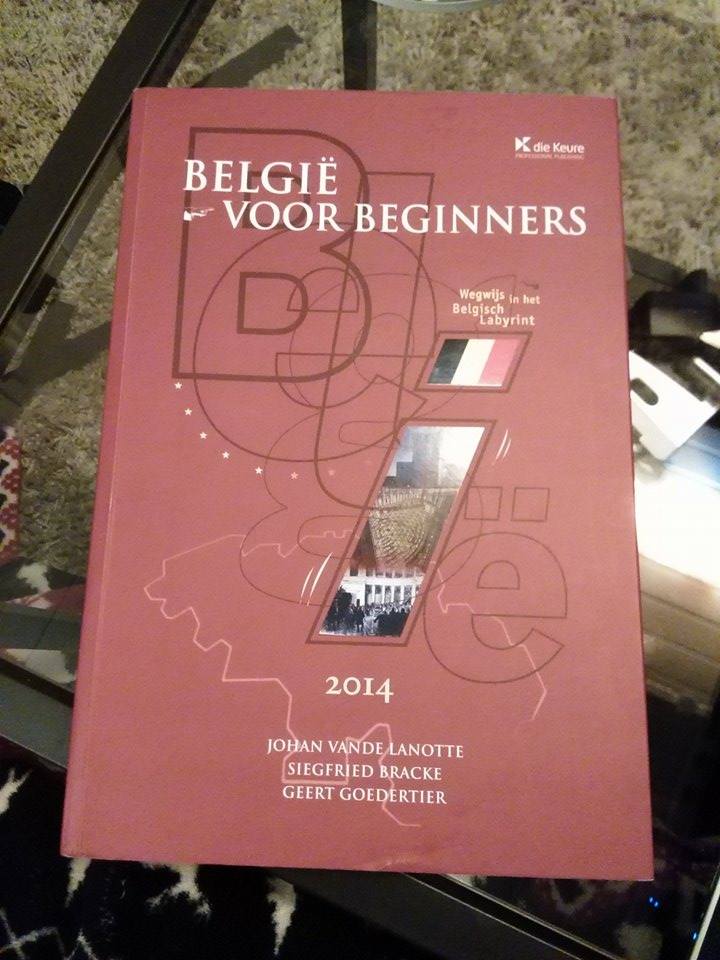 die Keure
PROFESSIONAL PUBLISHING
BELGIË
VOOR BEGINNERS
Wegwijs in het
Belgisch
Labyrint
België
2014
JOHAN VANDE LANOTTE
SIEGFRIED BRACKE
GEERT GOEDERTIER